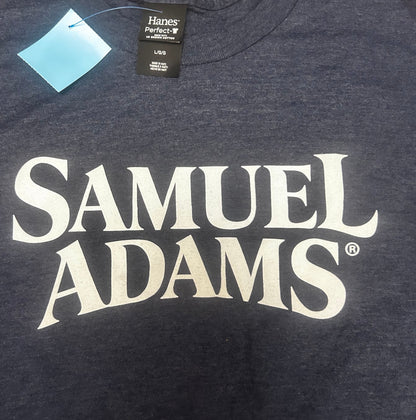 Hanes
Perfect-T
L/G/G
SAMUEL
ADAMS®